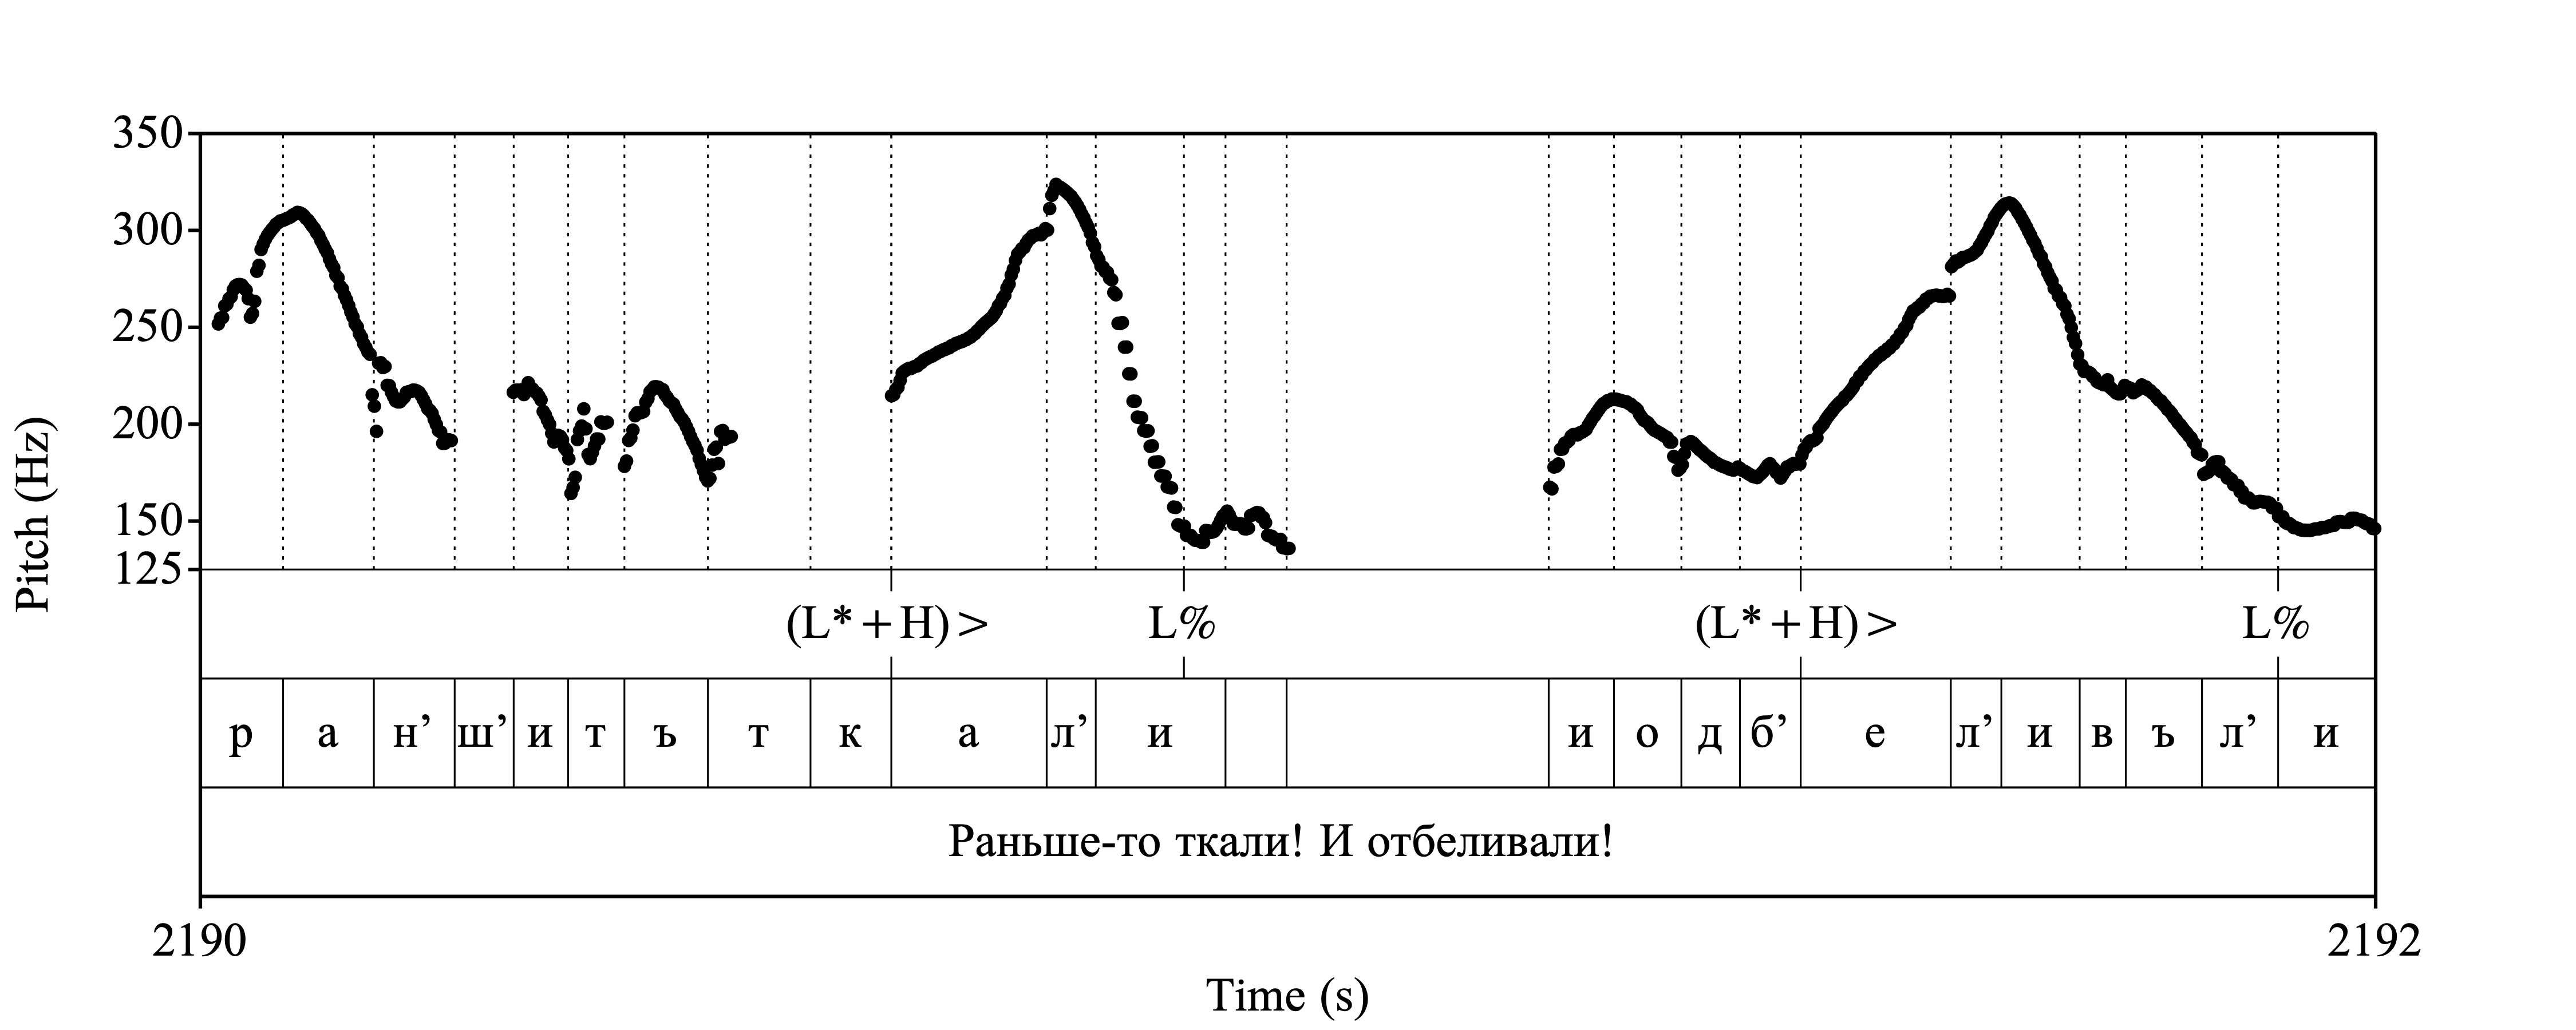 350
300
250
200
150
125
Pitch (Hz)
(L*+H)> L% (L*+H)> L%
р а н’ ш’ и т ъ т к а л’ и и о д б’ е л’ и в ъ л’ и
Раньше-то ткали! И отбеливали!
2190 2192
Time (s)